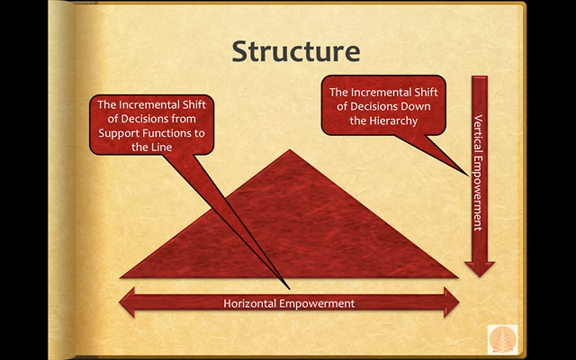 Structure
The Incremental Shift
of Decisions from
Support Functions to
the Line
The Incremental Shift
of Decisions Down
the Hierarchy
Vertical Empowerment
Horizontal Empowerment